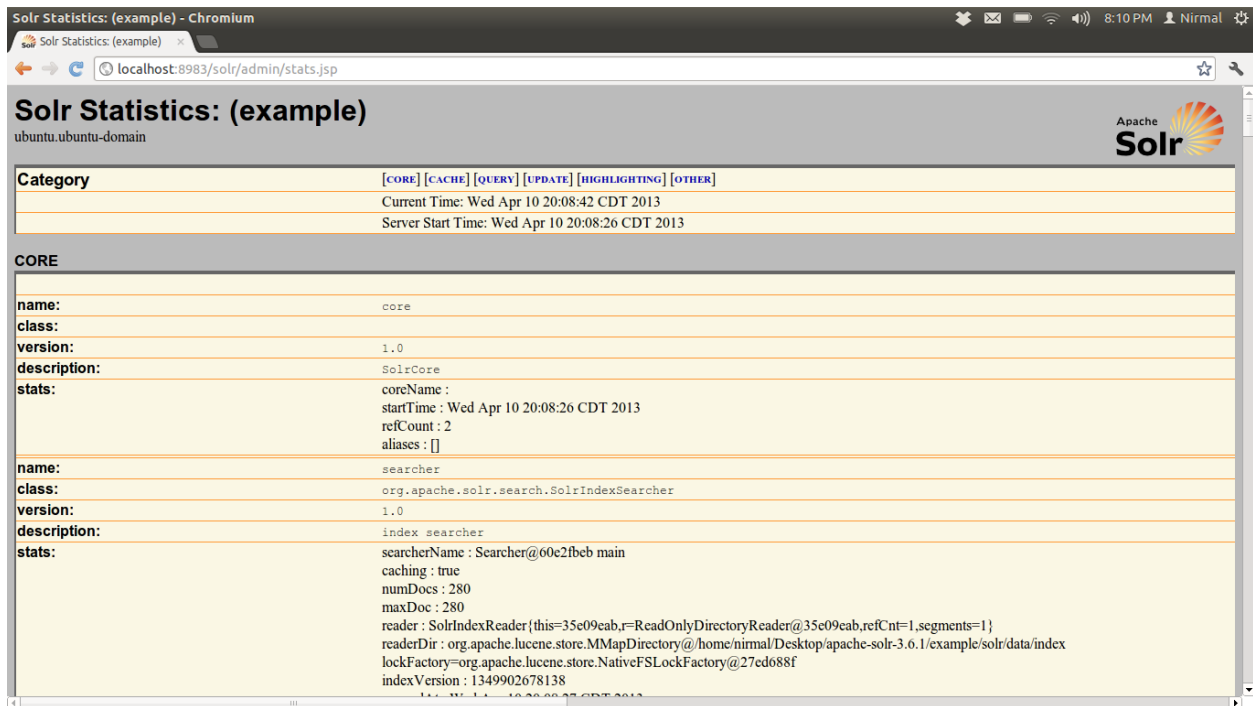 Solr Statistics: (example) - Chromium
8:10 PM Nirmal
Solr Statistics: (example)
localhost:8983/solr/admin/stats.jsp
Solr Statistics: (example)
ubuntu.ubuntu-domain
Apache
Solr
Category [CORE] [CACHE] [QUERY] [UPDATE] [HIGHLIGHTING] [OTHER]
Current Time: Wed Apr 10 20:08:42 CDT 2013
Server Start Time: Wed Apr 10 20:08:26 CDT 2013
CORE
name: core
class:
version: 1.0
description: SolrCore
stats: coreName :
startTime : Wed Apr 10 20:08:26 CDT 2013
refCount : 2
aliases : []
name: searcher
class: org.apache.solr.search.SolrIndexSearcher
version: 1.0
description: index searcher
stats: searcherName : Searcher@60e2fbeb main
caching : true
numDocs : 280
maxDoc : 280
reader : SolrIndexReader{this=35e09eab,r=ReadOnlyDirectoryReader@35e09eab,refCnt=1,segments=1}
readerDir : org.apache.lucene.store.MMapDirectory@/home/nirmal/Desktop/apache-solr-3.6.1/example/solr/data/index
lockFactory=org.apache.lucene.store.NativeFSLockFactory@27ed688f
indexVersion : 1349902678138